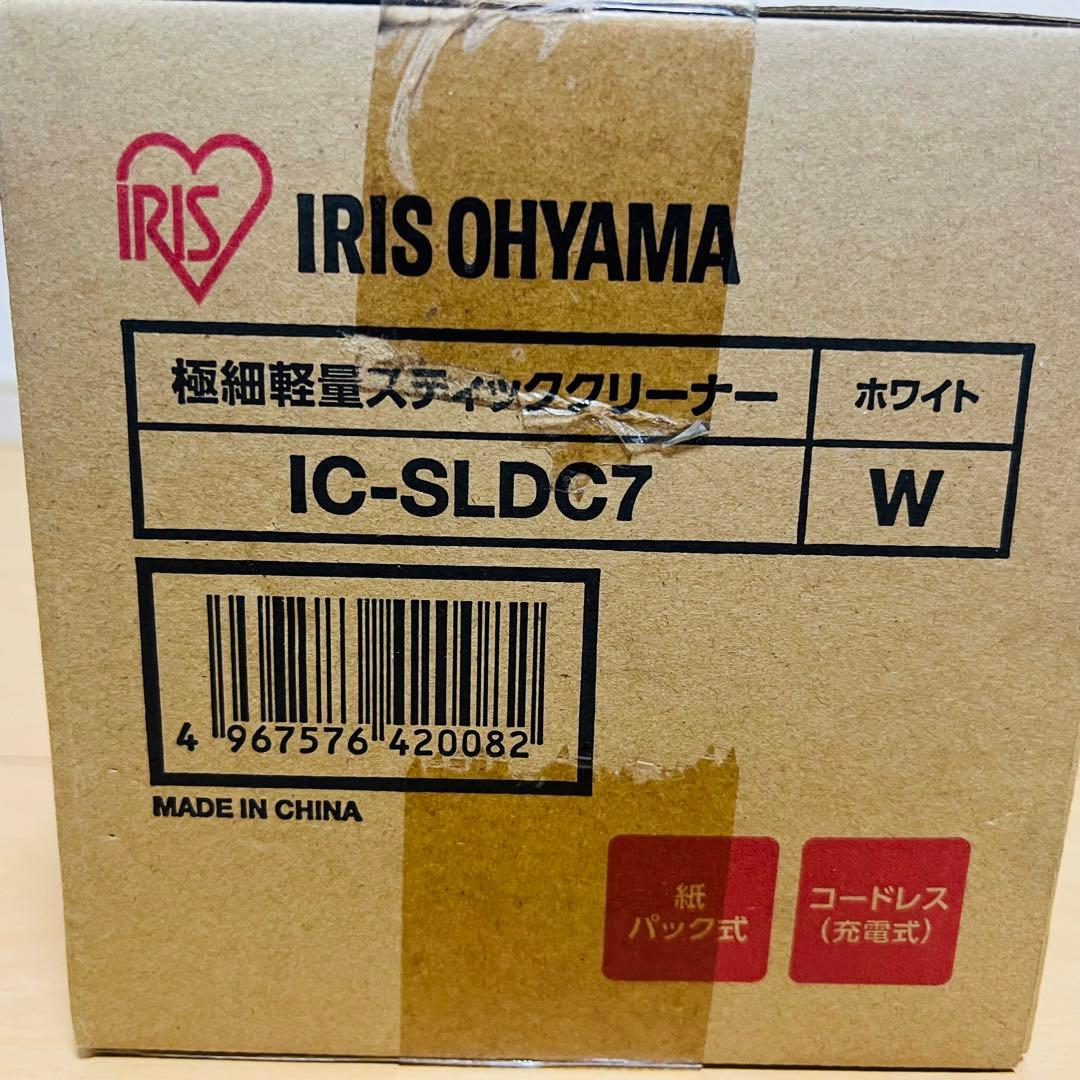 IRIS
IRIS OHYAMA
極細軽量スティッククリーナー
ホワイト
IC-SLDC7
W
4 967576 420082
MADE IN CHINA
紙
パック式
コードレス
(充電式)